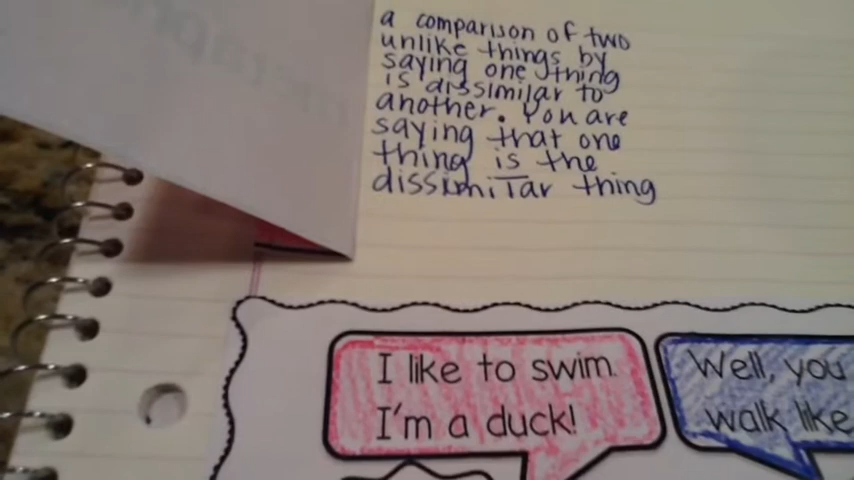 a comparison of two
unlike things by
saying one thing
is dissimilar to
another. You are
saying that one
thing is the
dissimilar thing
I like to swim.
I'm a duck!
Well, you
walk like